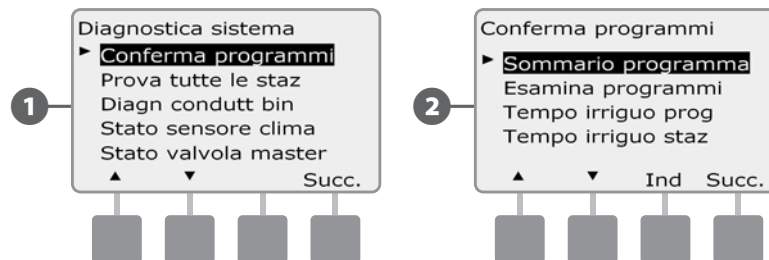 1
Diagnostica sistema
► Conferma programmi
Prova tutte le staz
Diagn condutt bin
Stato sensore clima
Stato valvola master
▲ ▼ Succ.
2
Conferma programmi
► Sommario programma
Esamina programmi
Tempo irriguo prog
Tempo irriguo staz
▲ ▼ Ind Succ.